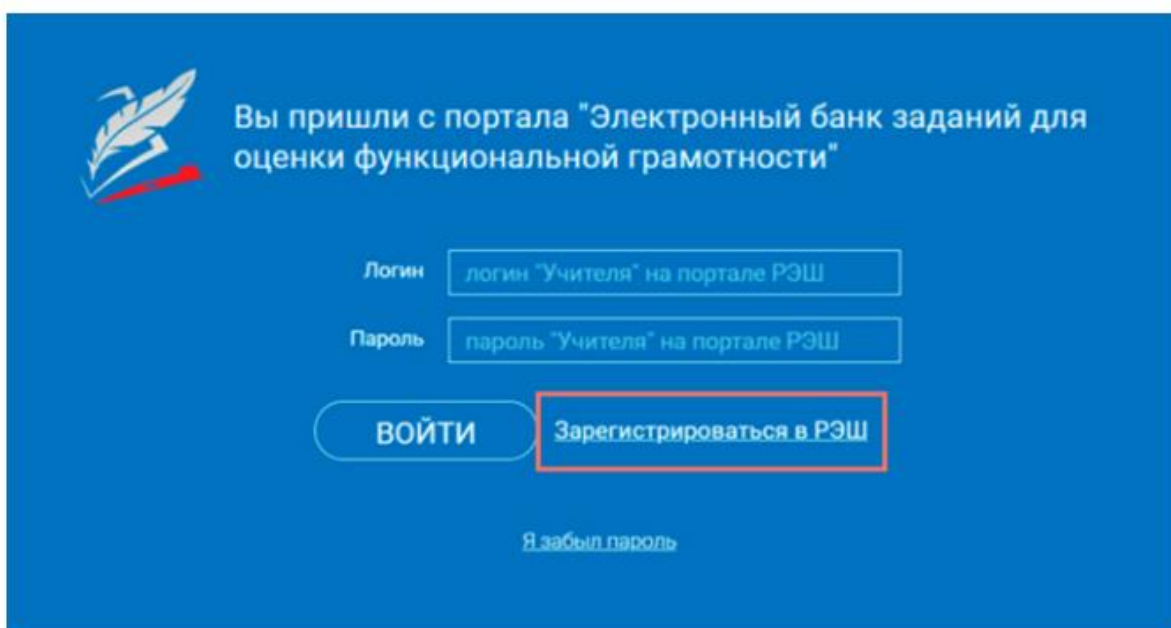 Вы пришли с портала "Электронный банк заданий для
оценки функциональной грамотности"
Логин
логин "Учителя" на портале РЭШ
Пароль
пароль "Учителя" на портале РЭШ
ВОЙТИ
Зарегистрироваться в РЭШ
Я забыл пароль